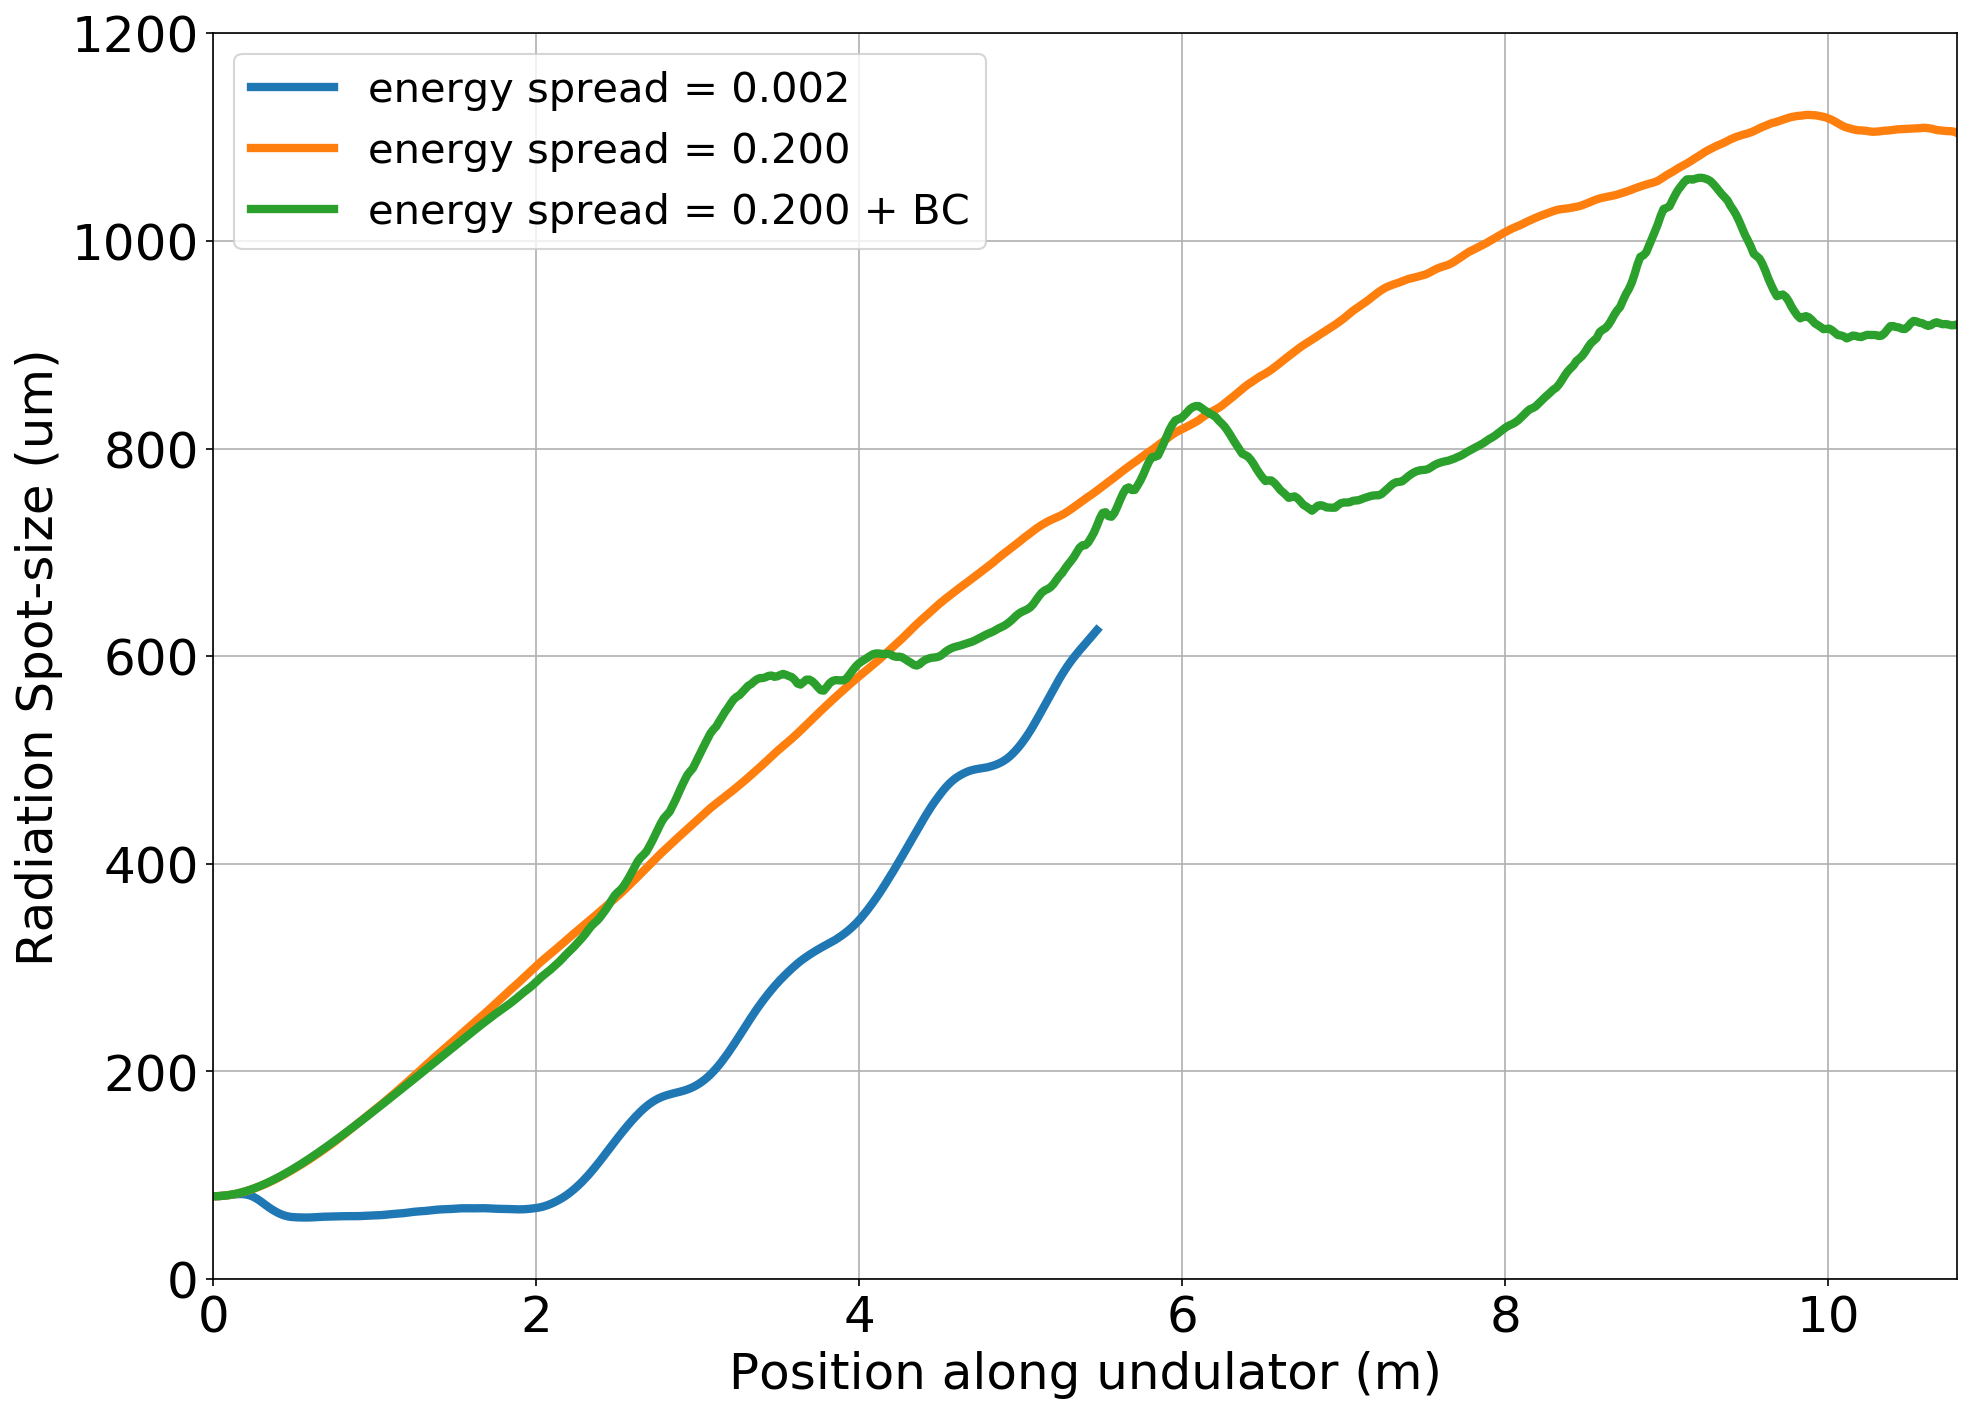 1200
1000
800
600
400
200
0
Radiation Spot-size (um)
energy spread = 0.002
energy spread = 0.200
energy spread = 0.200 + BC
0 2 4 6 8 10
Position along undulator (m)